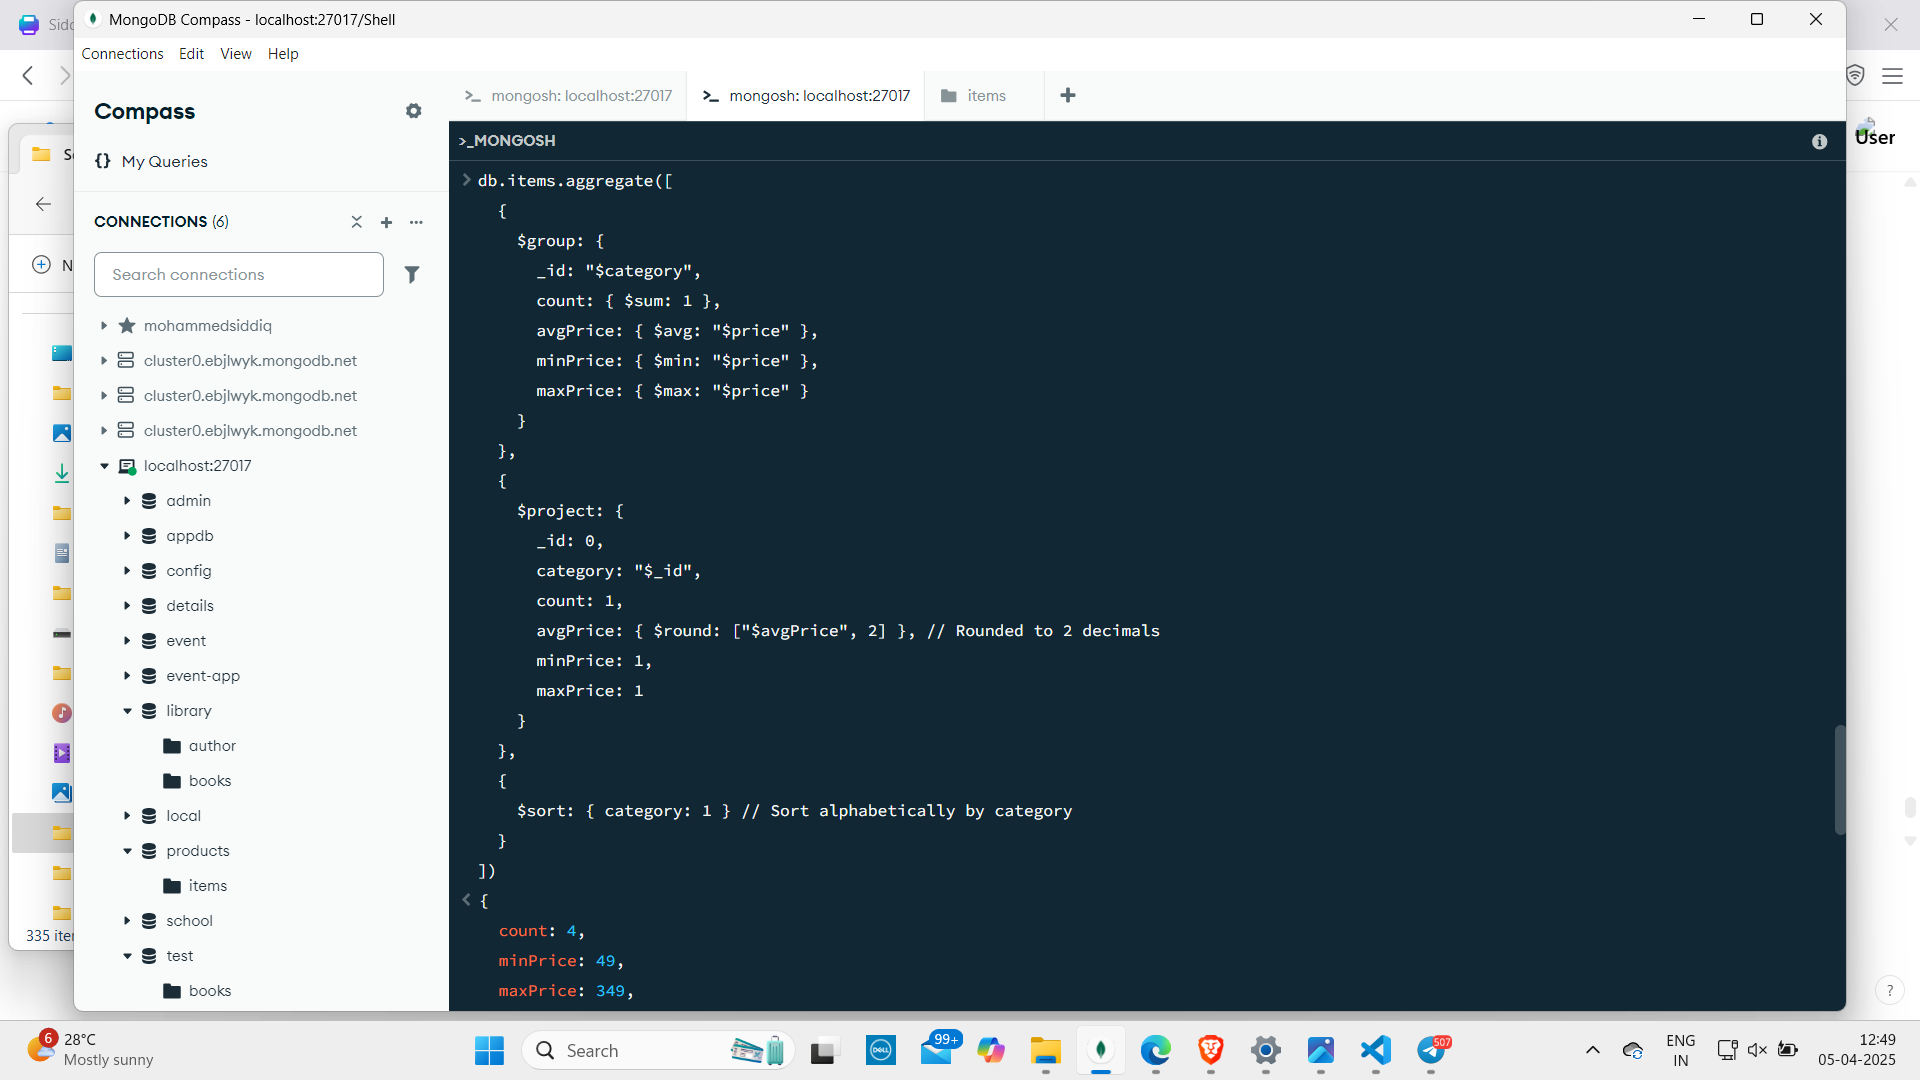 Sidd
MongoDB Compass - localhost:27017/Shell
Connections Edit View Help
Compass
My Queries
CONNECTIONS (6)
Search connections
mohammedsiddiq
cluster0.ebjlwyk.mongodb.net
cluster0.ebjlwyk.mongodb.net
cluster0.ebjlwyk.mongodb.net
localhost:27017
admin
appdb
config
details
event
event-app
library
author
books
local
products
items
school
test
books
mongosh: localhost:27017
mongosh: localhost:27017
items
>_MONGOSH
db.items.aggregate([
{
$group: {
_id: "$category",
count: { $sum: 1 },
avgPrice: { $avg: "$price" },
minPrice: { $min: "$price" },
maxPrice: { $max: "$price" }
}
},
{
$project: {
_id: 0,
category: "$_id",
count: 1,
avgPrice: { $round: ["$avgPrice", 2] }, // Rounded to 2 decimals
minPrice: 1,
maxPrice: 1
}
},
{
$sort: { category: 1 } // Sort alphabetically by category
}
])
{
count: 4,
minPrice: 49,
maxPrice: 349,
User
335 iter
?
6
28°C
Mostly sunny
Search
DELL
99+
507
ENG
IN
12:49
05-04-2025